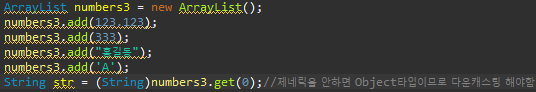 ArrayList numbers3 = new ArrayList();
numbers3.add(123.123);
numbers3.add(333);
numbers3.add("홍길동");
numbers3.add('A');
String str = (String)numbers3.get(0);//제네릭을 안하면 Object타입이므로 다운캐스팅 해야함